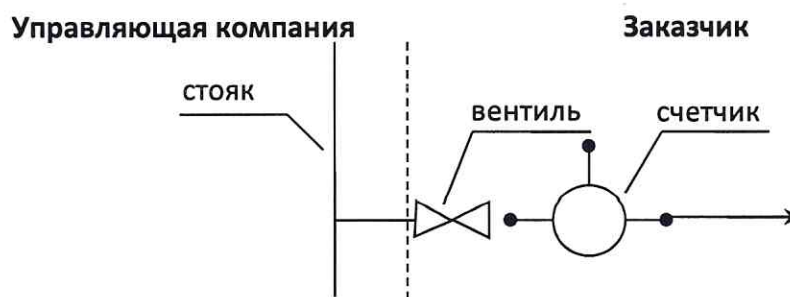 Управляющая компания
Заказчик
стояк
вентиль
счетчик